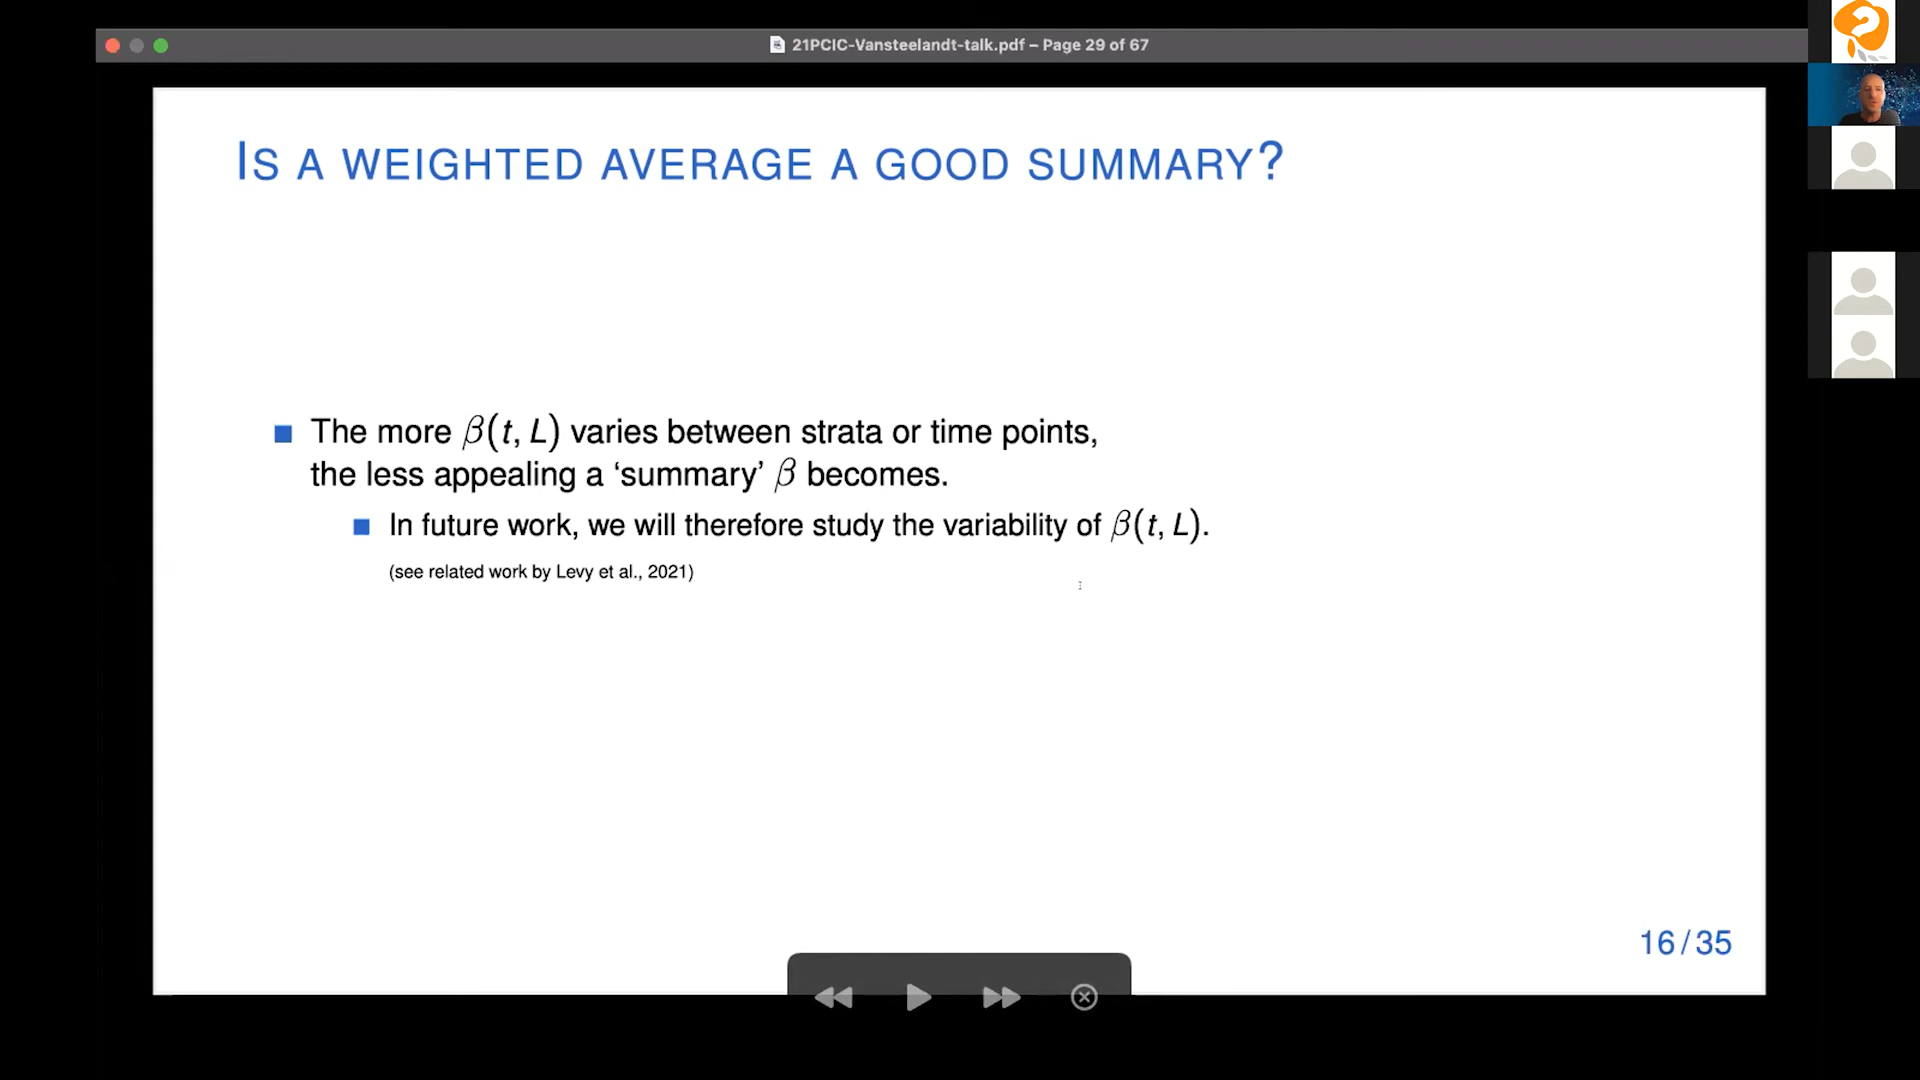 21PCIC-Vansteelandt-talk.pdf – Page 29 of 67
IS A WEIGHTED AVERAGE A GOOD SUMMARY?
The more β(t, L) varies between strata or time points,
the less appealing a ‘summary’ β becomes.
In future work, we will therefore study the variability of β(t, L).
(see related work by Levy et al., 2021)
16/35